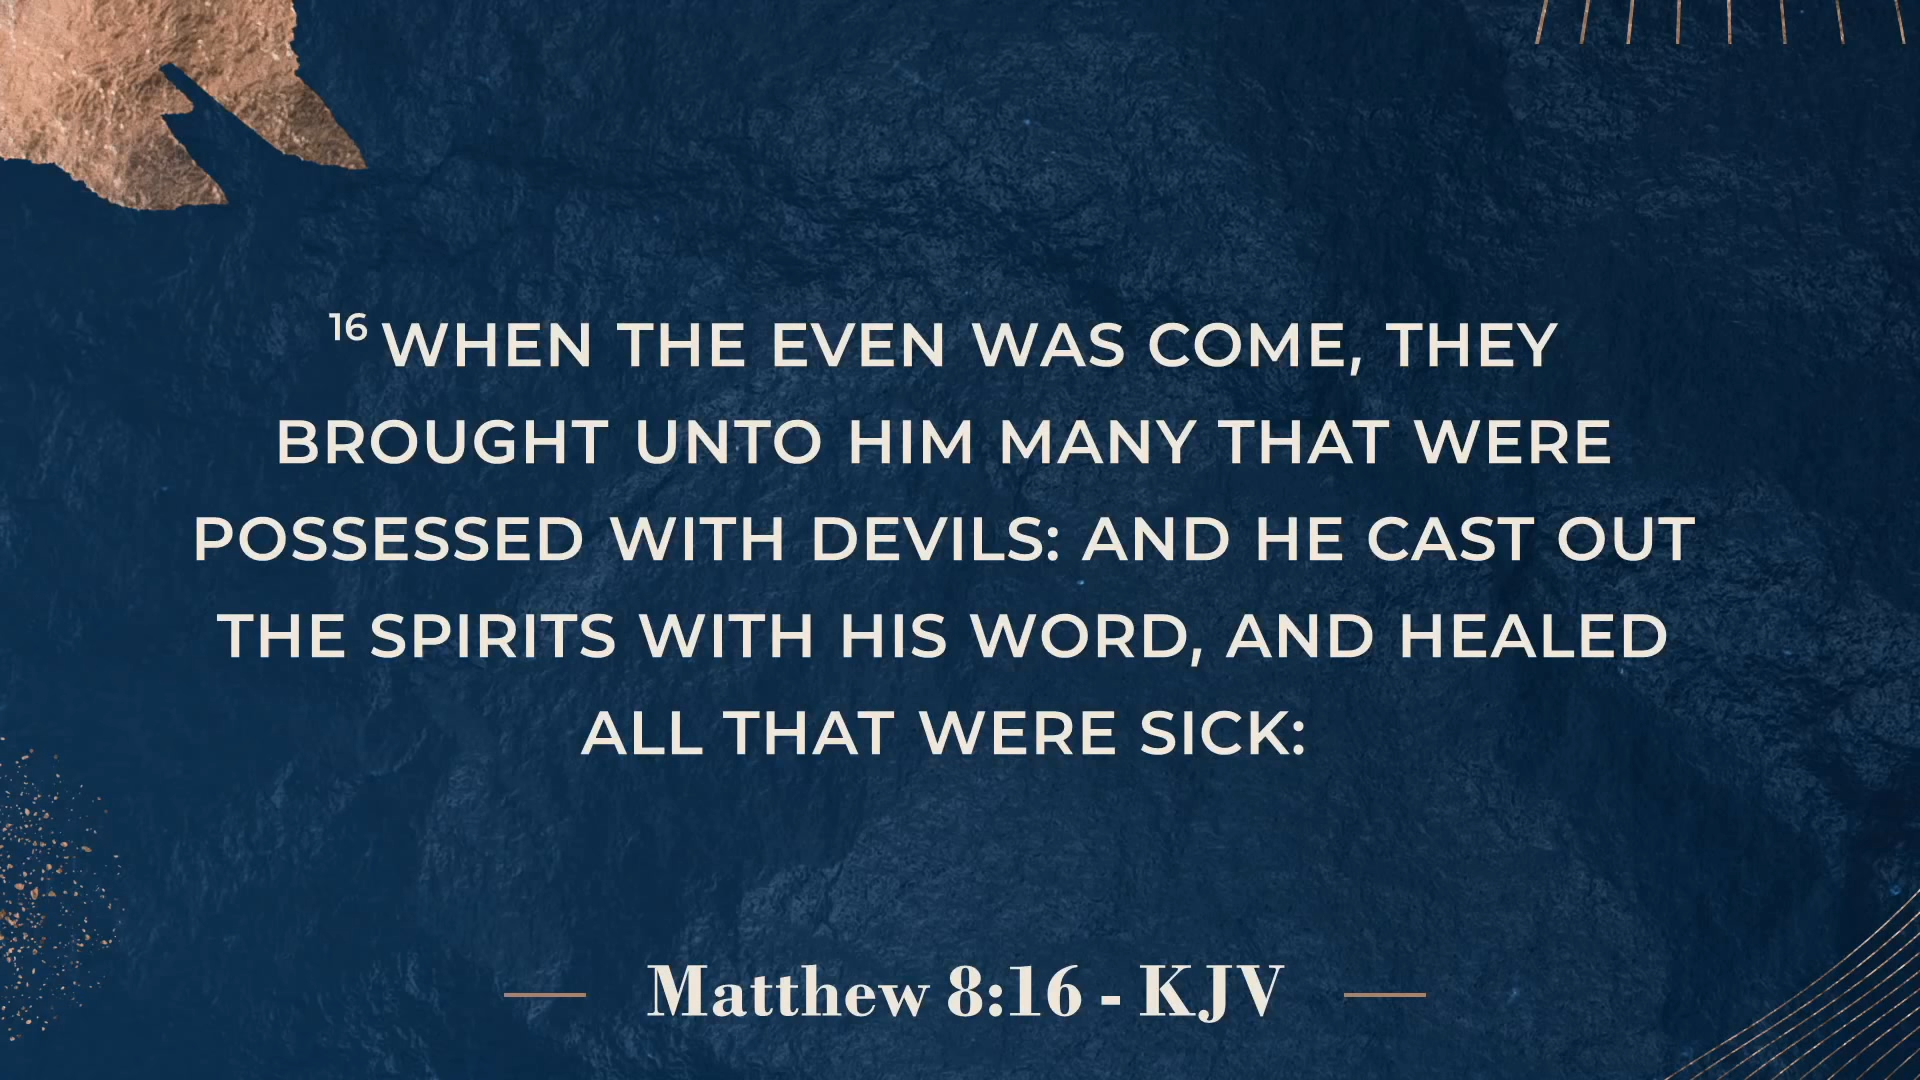 16 WHEN THE EVEN WAS COME, THEY
BROUGHT UNTO HIM MANY THAT WERE
POSSESSED WITH DEVILS: AND HE CAST OUT
THE SPIRITS WITH HIS WORD, AND HEALED
ALL THAT WERE SICK:
Matthew 8:16 - KJV